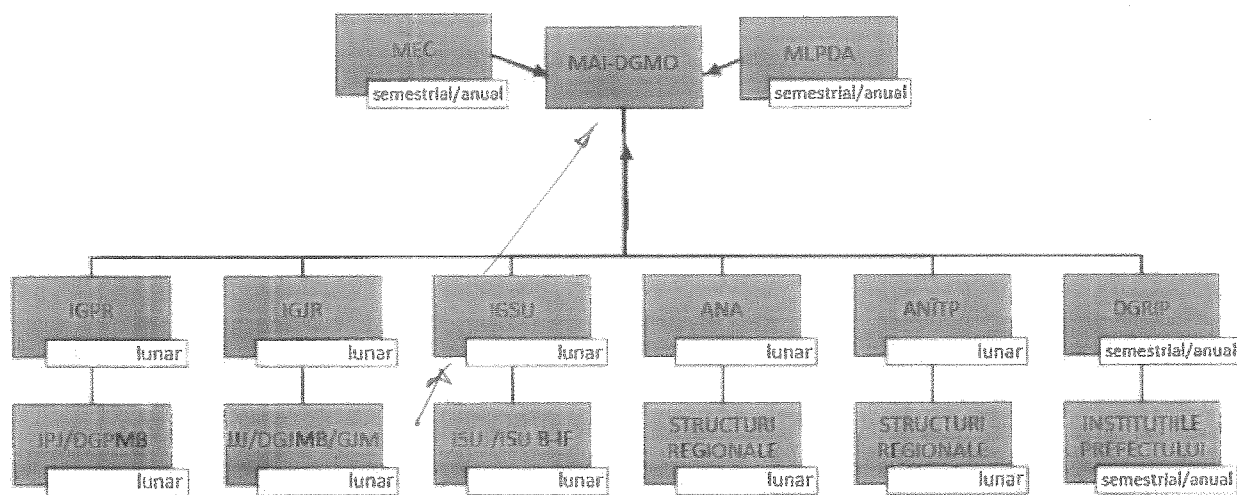 MEC
semestrial/anual
MAI-DGMO
MLPDA
semestrial/anual
IGPR
lunar
IGJR
lunar
IGSU
lunar
ANA
lunar
ANITP
lunar
DGRIP
semestrial/anual
IPJ/DGPMB
lunar
IJJ/DGJMB/GJM
lunar
ISU /ISU B-IF
lunar
STRUCTURI
REGIONALE
lunar
STRUCTURI
REGIONALE
lunar
INSTITUTIILE
PREFECTULUI
semestrial/anual